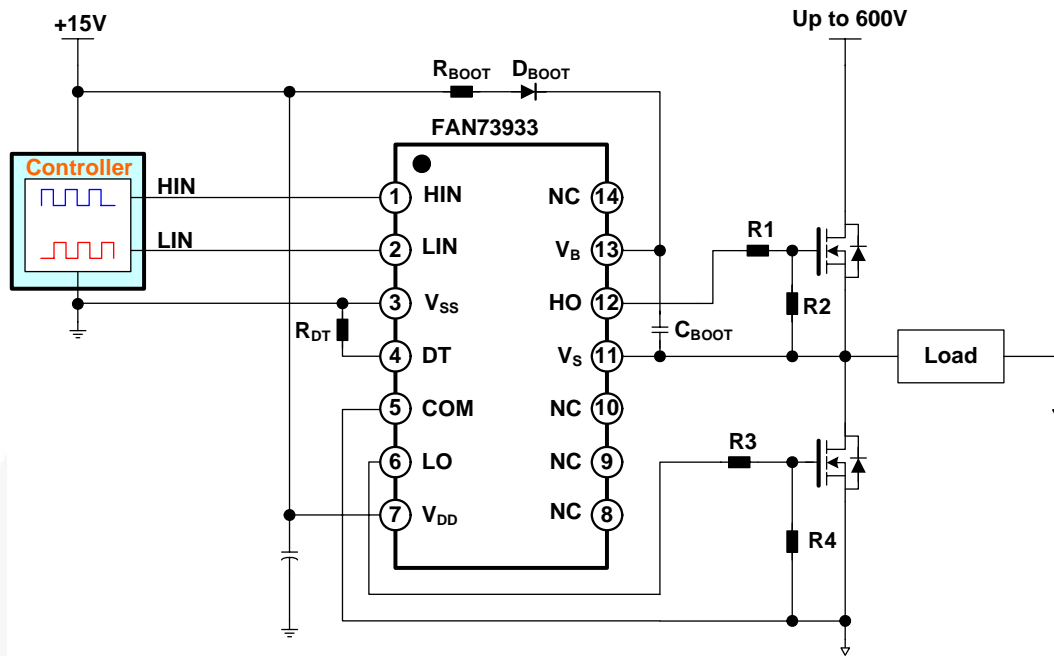 +15V
Up to 600V
RBOOT
DBOOT
FAN73933
Controller
HIN
LIN
1
HIN
2
LIN
3
VSS
4
DT
5
COM
6
LO
7
VDD
NC
14
VB
13
HO
12
VS
11
NC
10
NC
9
NC
8
RDT
CBOOT
R1
R2
Load
R3
R4